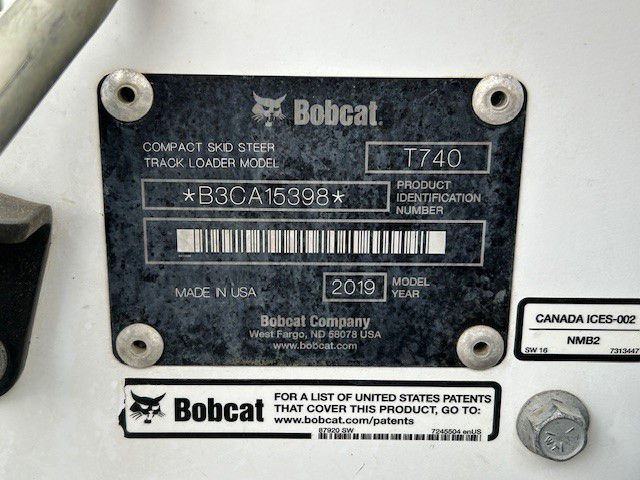 Bobcat.
COMPACT SKID STEER
TRACK LOADER MODEL
T740
*B3CA15398*
PRODUCT
IDENTIFICATION
NUMBER
MADE IN USA
2019
MODEL
YEAR
Bobcat Company
West Fargo, ND 58078 USA
www.bobcat.com
CANADA ICES-002
NMB2
SW 16 7313447
Bobcat
FOR A LIST OF UNITED STATES PATENTS
THAT COVER THIS PRODUCT, GO TO:
www.bobcat.com/patents
87920 SW 7245504 enUS